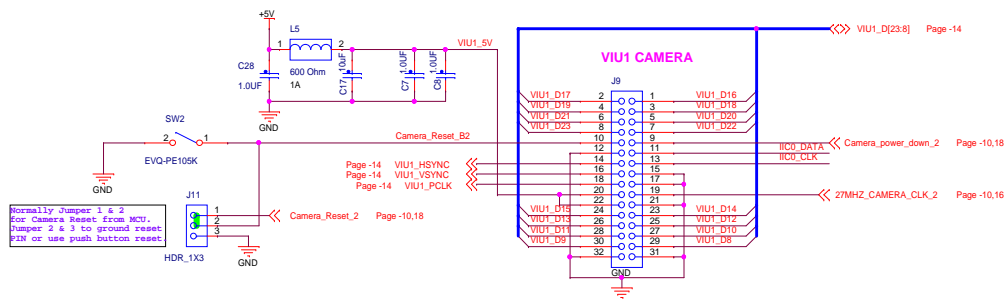 +5V
VIU1_D[23:8] Page -14
L5
1 2
VIU1_5V
VIU1 CAMERA
C28
1.0UF
600 Ohm
1A
C17 10uF
C7 1.0UF
C8 1.0UF
GND
J9
VIU1_D17 2 1 VIU1_D16
VIU1_D19 4 3 VIU1_D18
VIU1_D21 6 5 VIU1_D20
VIU1_D23 8 7 VIU1_D22
SW2
2 1
EVQ-PE105K
GND
Camera_Reset_B2 10 9 Camera_power_down_2 Page -10,18
12 11 IIC0_DATA
Page -14 VIU1_HSYNC 14 13 IIC0_CLK
Page -14 VIU1_VSYNC 16 15
Page -14 VIU1_PCLK 18 17
20 19 27MHZ_CAMERA_CLK_2 Page -10,16
22 21
VIU1_D15 24 23 VIU1_D14
VIU1_D13 26 25 VIU1_D12
VIU1_D11 28 27 VIU1_D10
VIU1_D9 30 29 VIU1_D8
32 31
GND
J11
1 Camera_Reset_2 Page -10,18
2
3
HDR_1X3
GND
Normally Jumper 1 & 2
for Camera Reset from MCU.
Jumper 2 & 3 to ground reset
PIN or use push button reset.